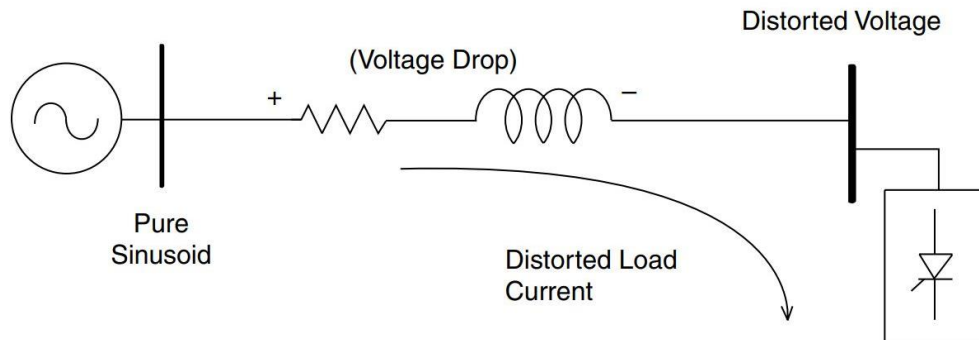 Distorted Voltage
(Voltage Drop)
+
−
Pure
Sinusoid
Distorted Load
Current